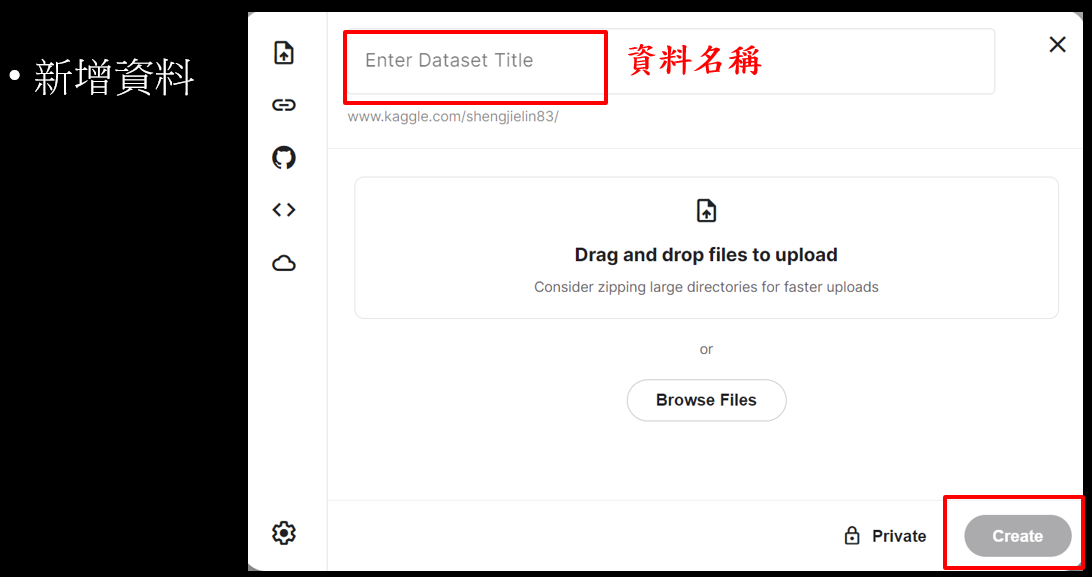 • 新增資料
Enter Dataset Title
資料名稱
www.kaggle.com/shengjielin83/
Drag and drop files to upload
Consider zipping large directories for faster uploads
or
Browse Files
Private
Create